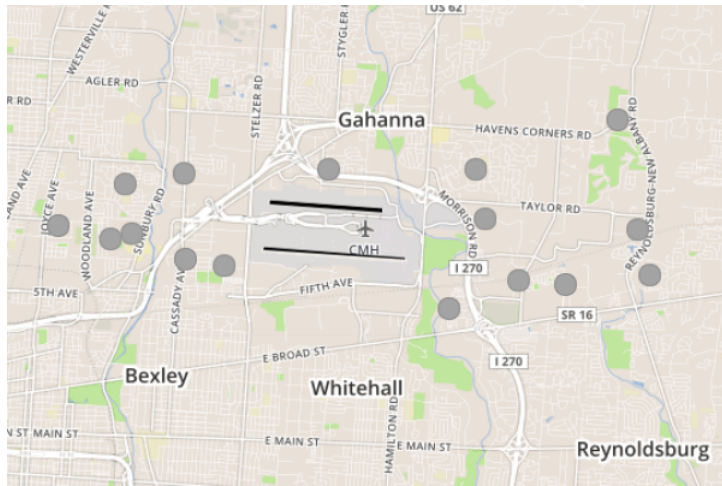 US 62
WESTERVILLE R
STYGLER
AGLER RD
ER RD
STELZER RD
Gahanna
HAVENS CORNERS RD
REYNOLDSBURG-NEW ALBANY RD
LAND AVE
JOYCE AVE
WOODLAND AVE
SUNBURY RD
MORRISON RD
TAYLOR RD
CMH
I 270
CASSADY AVE
5TH AVE
FIFTH AVE
SR 16
E BROAD ST
I 270
Bexley
Whitehall
HAMILTON RD
N ST MAIN ST
E MAIN ST
E MAIN ST
Reynoldsburg